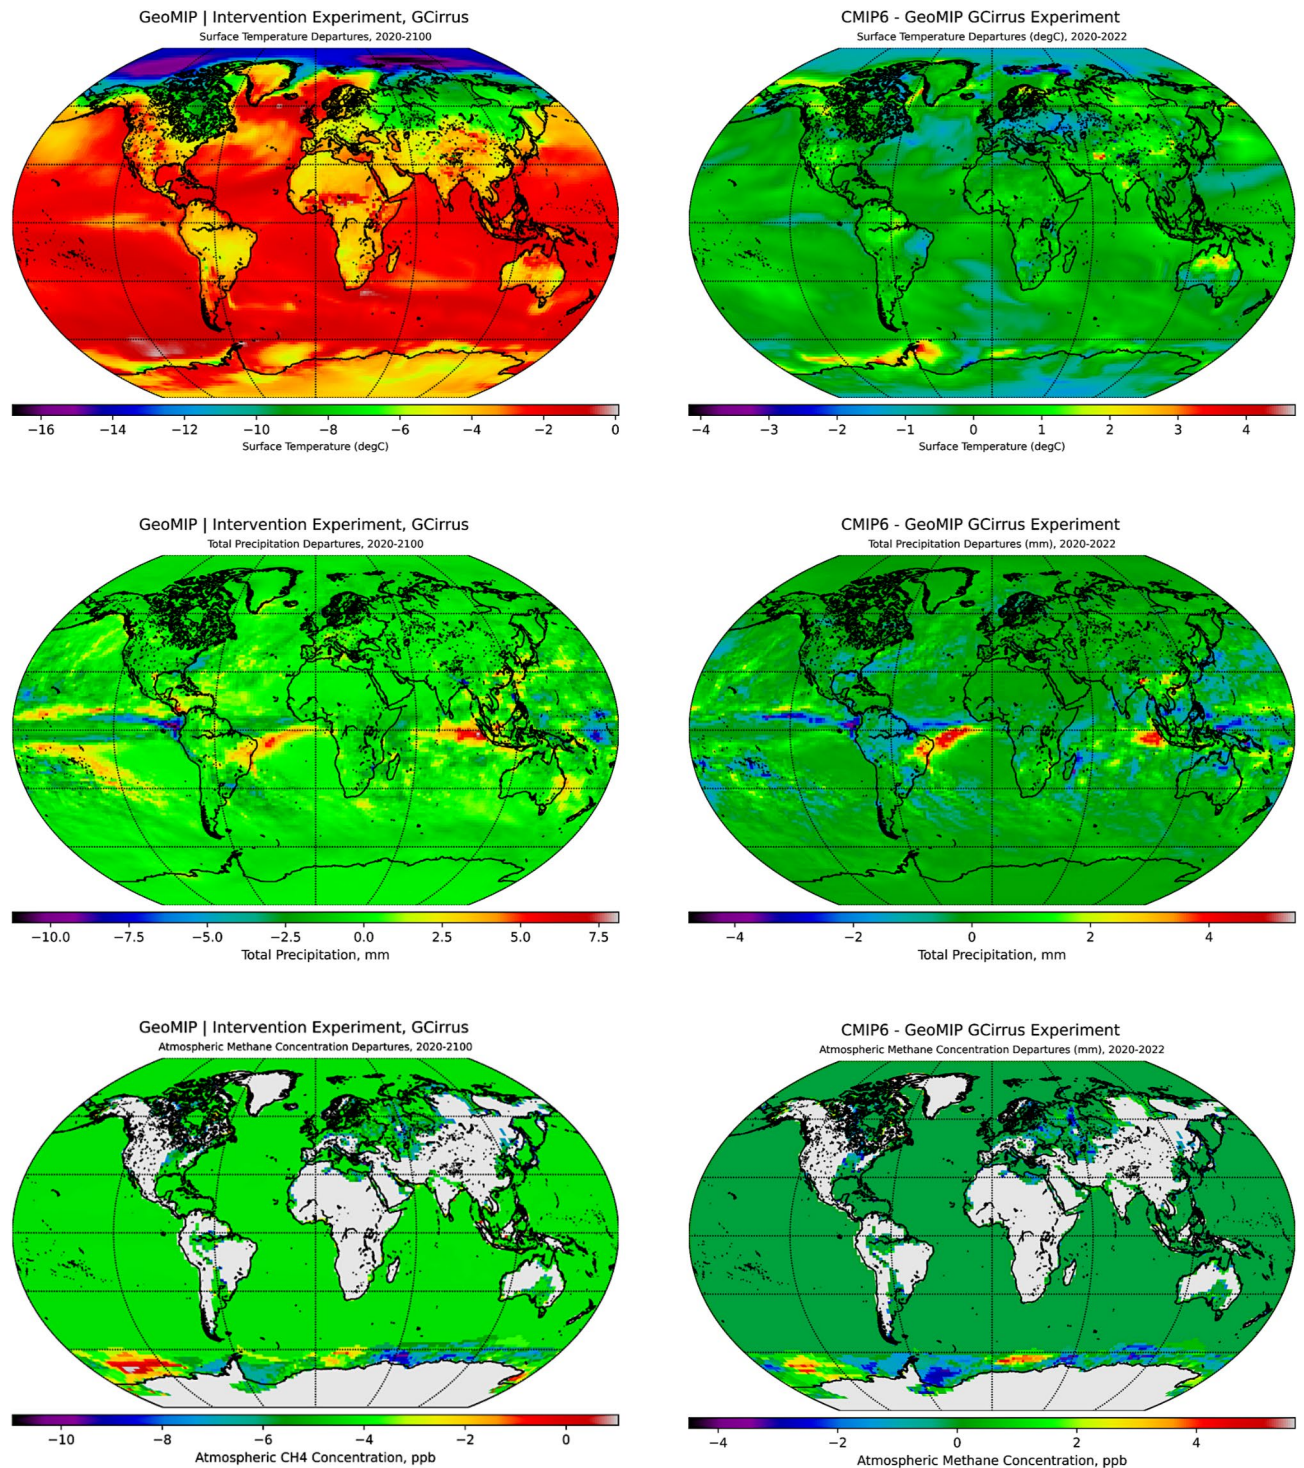 GeoMIP | Intervention Experiment, GCirrus
Surface Temperature Departures, 2020-2100
−16 −14 −12 −10 −8 −6 −4 −2 0
Surface Temperature (degC)
CMIP6 - GeoMIP GCirrus Experiment
Surface Temperature Departures (degC), 2020-2022
−4 −3 −2 −1 0 1 2 3 4
Surface Temperature (degC)
GeoMIP | Intervention Experiment, GCirrus
Total Precipitation Departures, 2020-2100
−10.0 −7.5 −5.0 −2.5 0.0 2.5 5.0 7.5
Total Precipitation, mm
CMIP6 - GeoMIP GCirrus Experiment
Total Precipitation Departures (mm), 2020-2022
−4 −2 0 2 4
Total Precipitation, mm
GeoMIP | Intervention Experiment, GCirrus
Atmospheric Methane Concentration Departures, 2020-2100
−10 −8 −6 −4 −2 0
Atmospheric CH4 Concentration, ppb
CMIP6 - GeoMIP GCirrus Experiment
Atmospheric Methane Concentration Departures (mm), 2020-2022
−4 −2 0 2 4
Atmospheric Methane Concentration, ppb